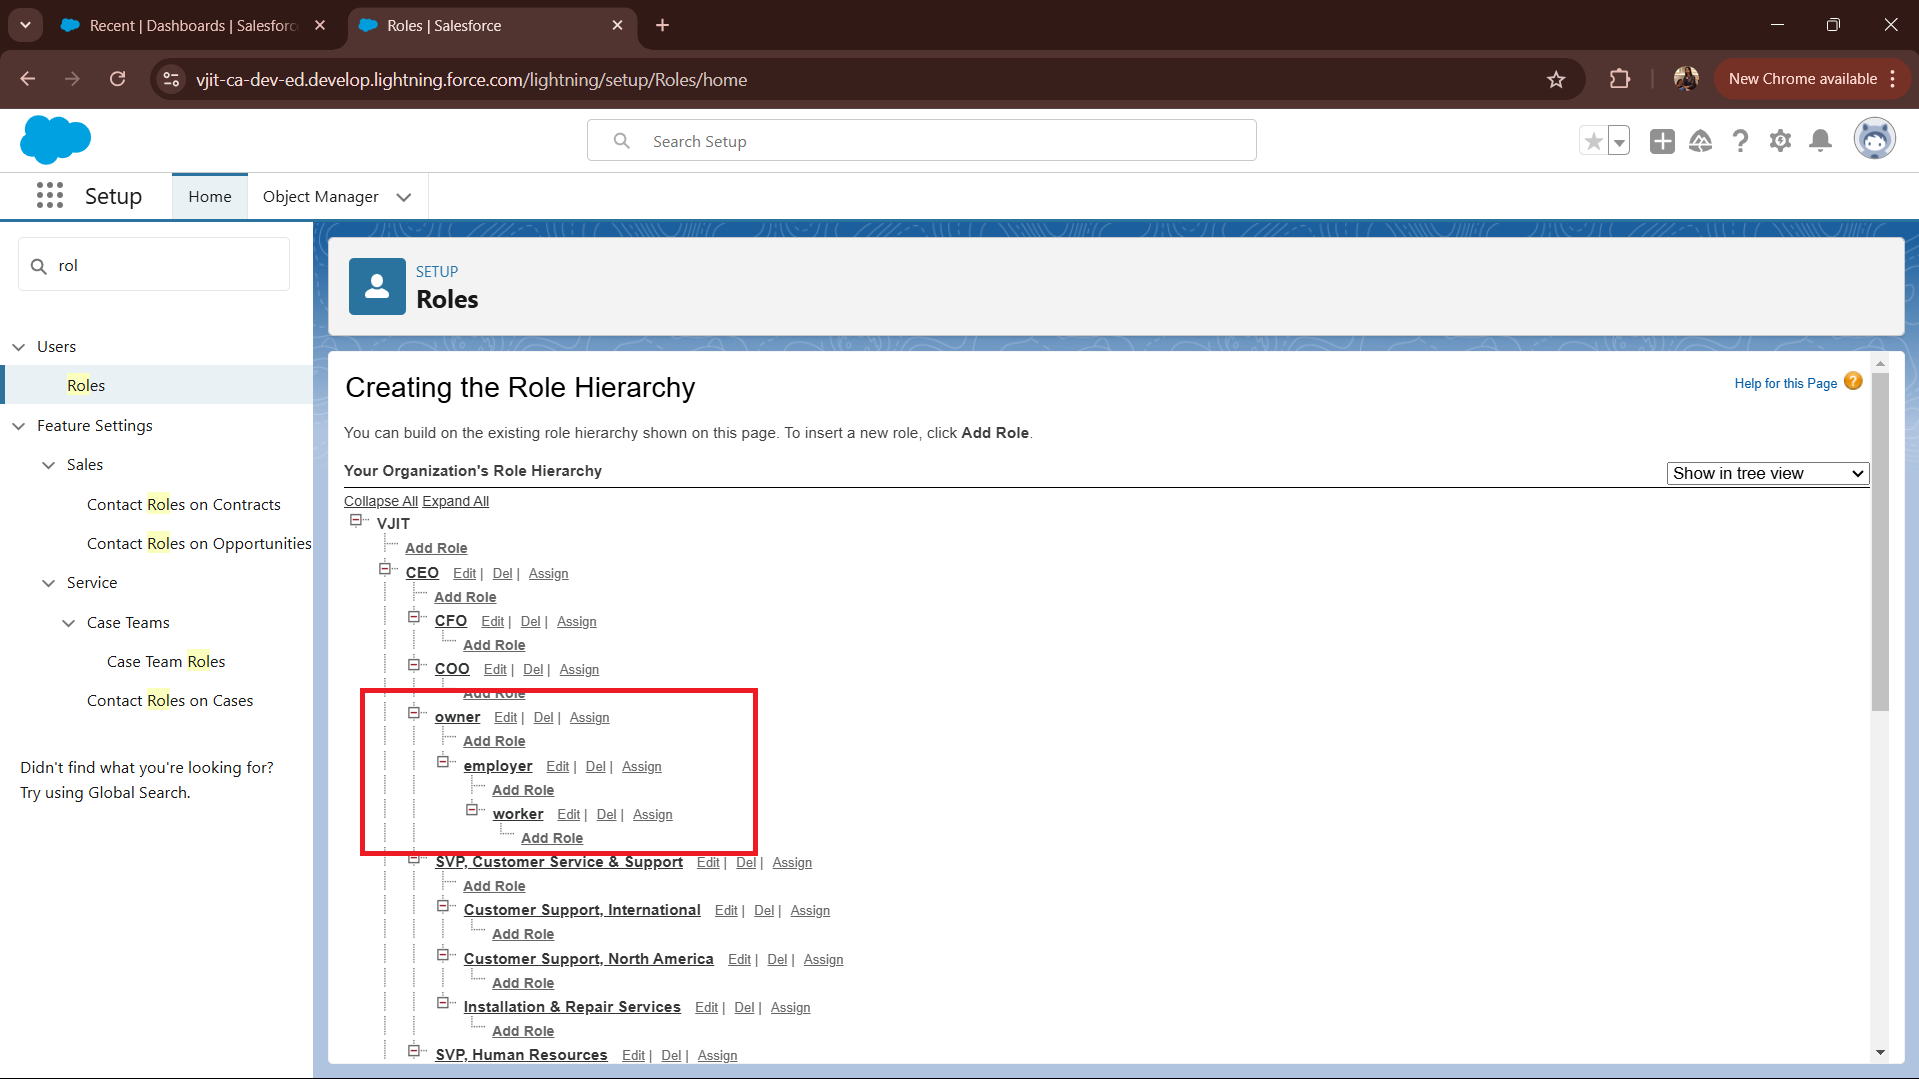 Recent | Dashboards | Salesforc
Roles | Salesforce
vjit-ca-dev-ed.develop.lightning.force.com/lightning/setup/Roles/home
New Chrome available
Search Setup
Setup
Home
Object Manager
rol
Users
Roles
Feature Settings
Sales
Contact Roles on Contracts
Contact Roles on Opportunities
Service
Case Teams
Case Team Roles
Contact Roles on Cases
Didn't find what you're looking for?
Try using Global Search.
SETUP
Roles
Creating the Role Hierarchy
Help for this Page ?
You can build on the existing role hierarchy shown on this page. To insert a new role, click Add Role.
Your Organization's Role Hierarchy
Show in tree view
Collapse All Expand All
VJIT
Add Role
CEO Edit | Del | Assign
Add Role
CFO Edit | Del | Assign
Add Role
COO Edit | Del | Assign
Add Role
owner Edit | Del | Assign
Add Role
employer Edit | Del | Assign
Add Role
worker Edit | Del | Assign
Add Role
SVP, Customer Service & Support Edit | Del | Assign
Add Role
Customer Support, International Edit | Del | Assign
Add Role
Customer Support, North America Edit | Del | Assign
Add Role
Installation & Repair Services Edit | Del | Assign
Add Role
SVP, Human Resources Edit | Del | Assign